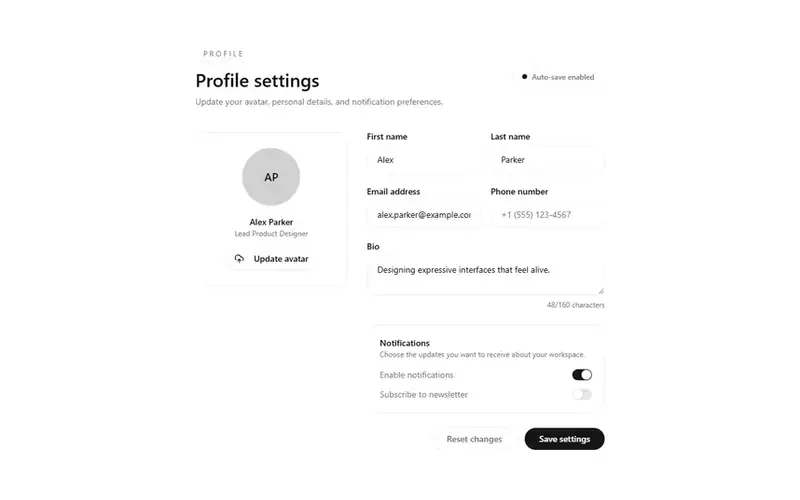 PROFILE
Profile settings
Auto-save enabled
Update your avatar, personal details, and notification preferences.
AP
Alex Parker
Lead Product Designer
Update avatar
First name
Last name
Alex
Parker
Email address
Phone number
alex.parker@example.co
+1 (555) 123-4567
Bio
Designing expressive interfaces that feel alive.
48/160 characters
Notifications
Choose the updates you want to receive about your workspace.
Enable notifications
Subscribe to newsletter
Reset changes
Save settings